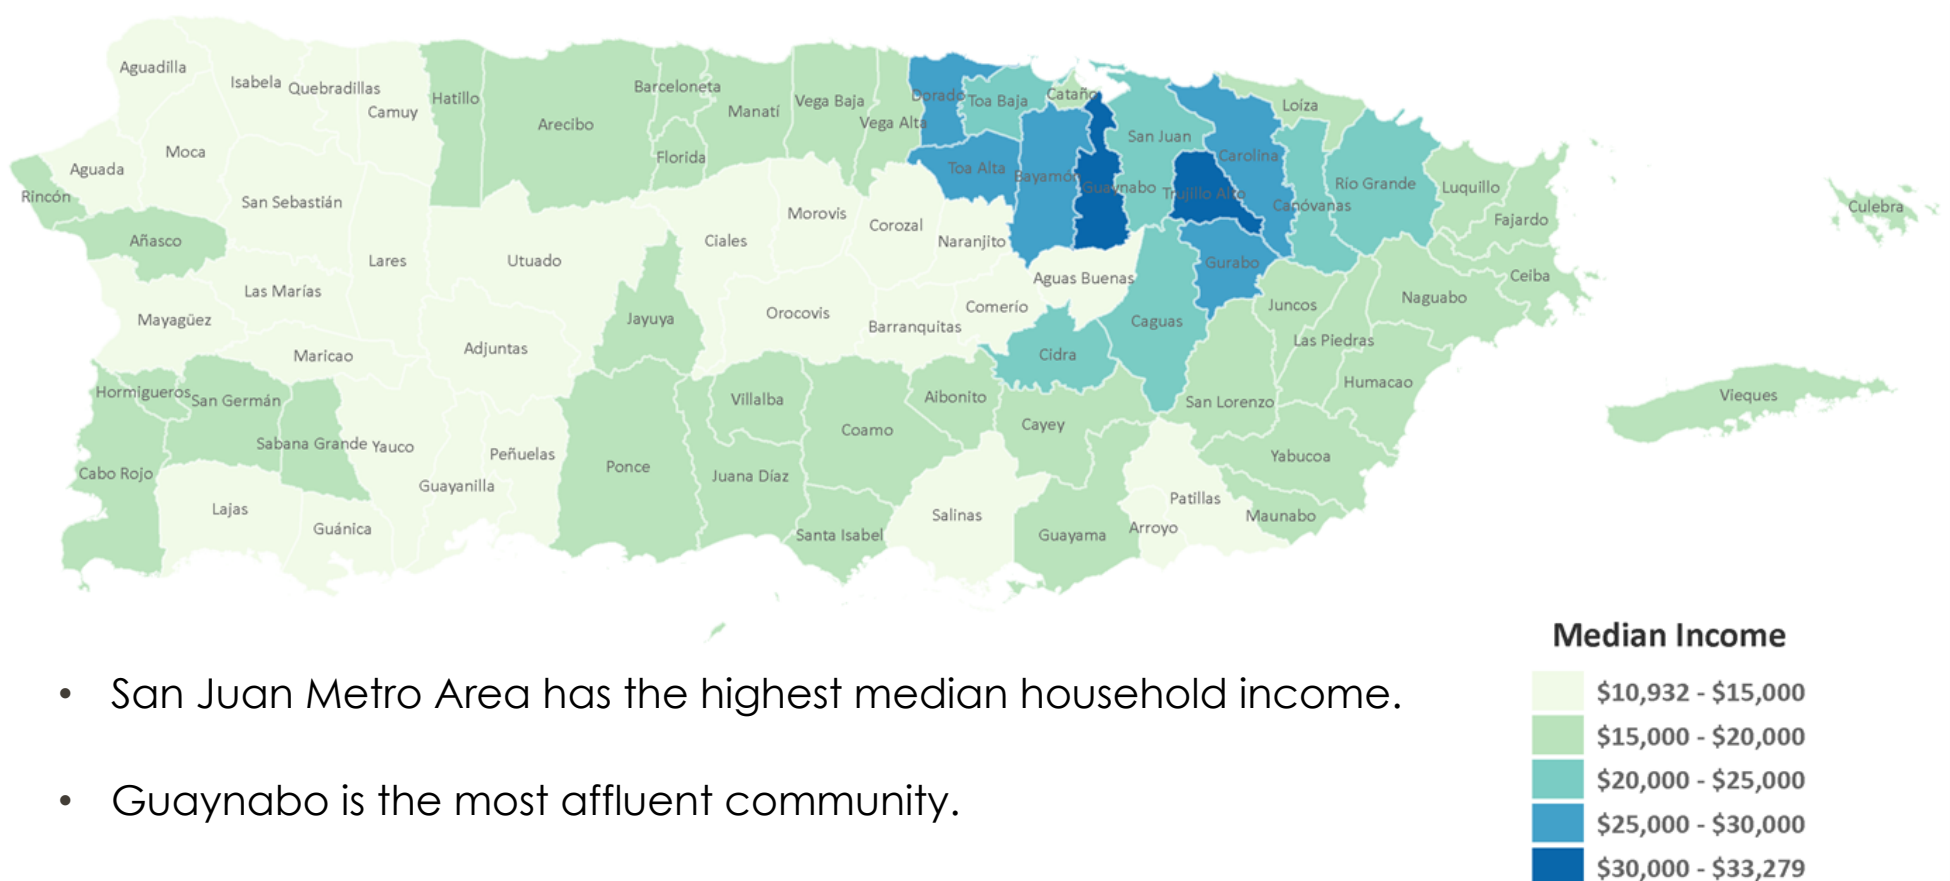 Aguadilla
Isabela
Quebradillas
Camuy
Hatillo
Arecibo
Barceloneta
Manatí
Florida
Vega Baja
Vega Alta
Dorado
Toa Baja
Cataño
San Juan
Loíza
Carolina
Toa Alta
Bayamón
Guaynabo
Trujillo Alto
Canóvanas
Río Grande
Luquillo
Fajardo
Culebra
Moca
Aguada
Rincón
Añasco
San Sebastián
Lares
Utuado
Ciales
Morovis
Corozal
Naranjito
Aguas Buenas
Gurabo
Ceiba
Naguabo
Juncos
Las Piedras
Las Marías
Mayagüez
Maricao
Adjuntas
Jayuya
Orocovis
Barranquitas
Comerío
Cidra
Caguas
Humacao
San Lorenzo
Vieques
Hormigueros
San Germán
Sabana Grande
Yauco
Cabo Rojo
Lajas
Guánica
Guayanilla
Peñuelas
Ponce
Villalba
Juana Díaz
Coamo
Aibonito
Cayey
Santa Isabel
Salinas
Guayama
Arroyo
Patillas
Yabucoa
Maunabo
• San Juan Metro Area has the highest median household income.
• Guaynabo is the most affluent community.
Median Income
$10,932 - $15,000
$15,000 - $20,000
$20,000 - $25,000
$25,000 - $30,000
$30,000 - $33,279